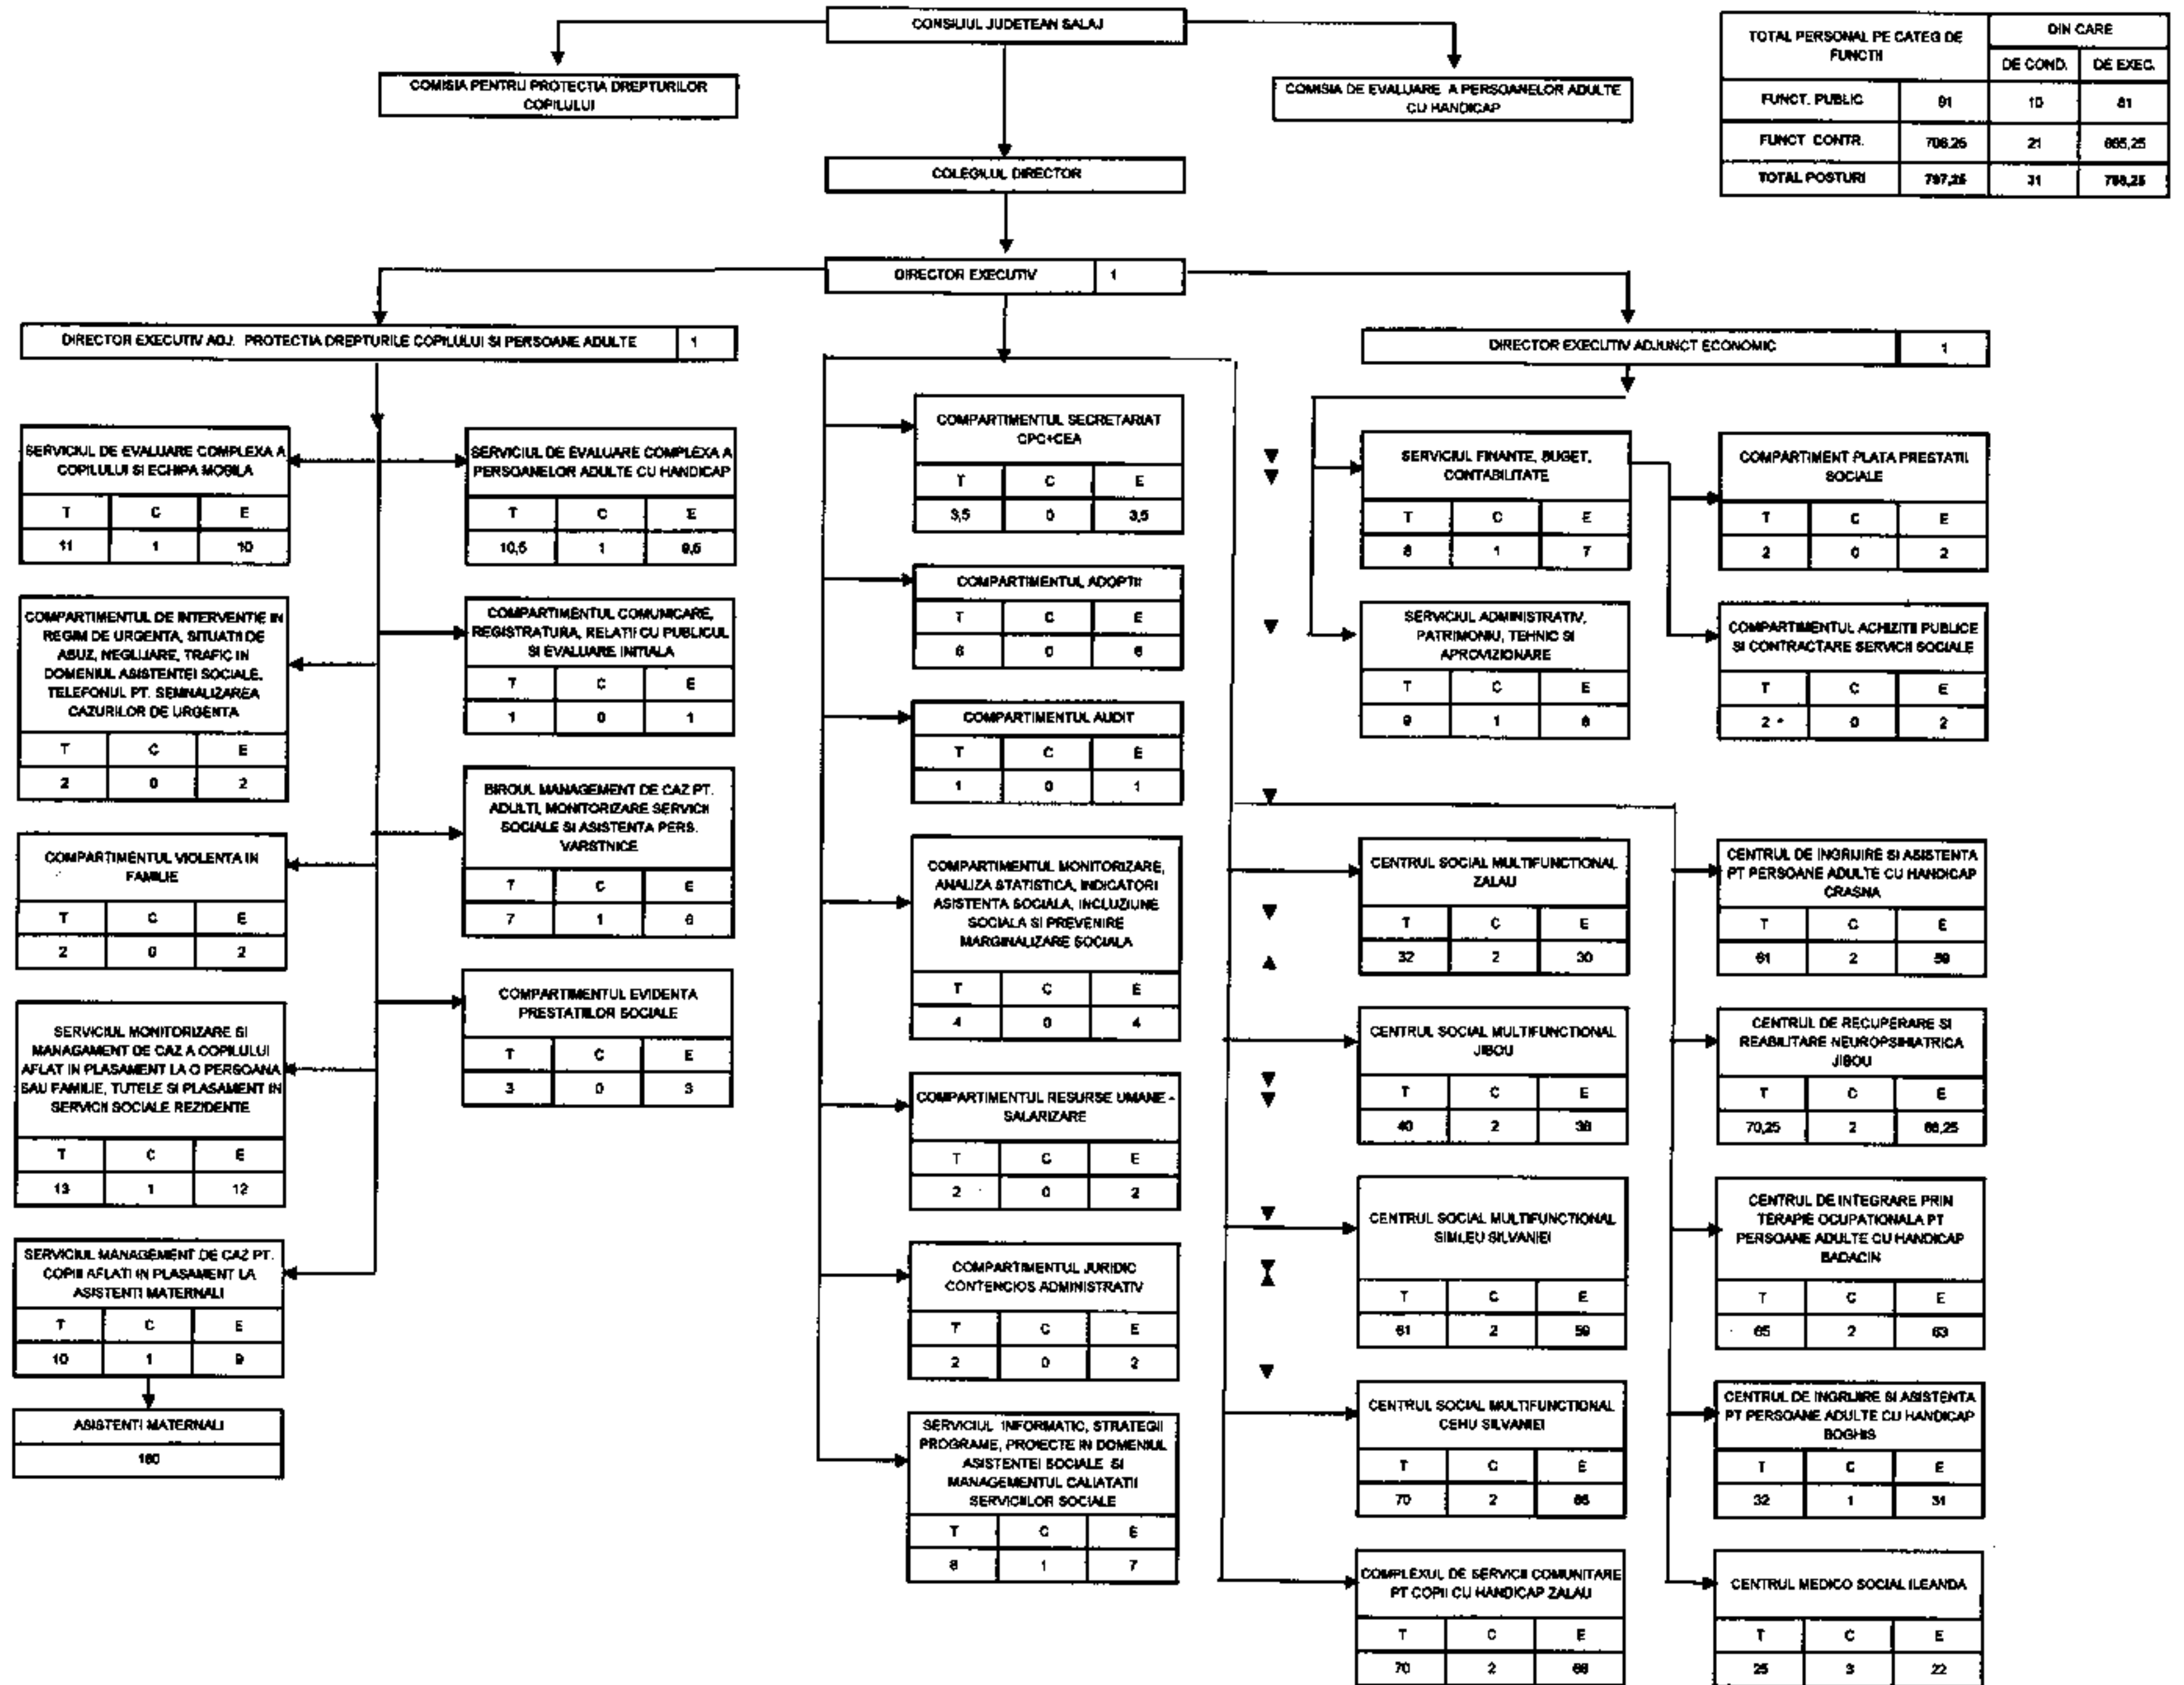 CONSILIUL JUDETEAN SALAJ
COMISIA PENTRU PROTECTIA DREPTURILOR
COPILULUI
COMISIA DE EVALUARE A PERSOANELOR ADULTE
CU HANDICAP
TOTAL PERSONAL PE CATEG DE
FUNCTII
DIN CARE
DE COND. DE EXEC.
FUNCT. PUBLIC 91 10 81
FUNCT CONTR. 706,25 21
TOTAL POSTURI 797,25 31
COLEGIUL DIRECTOR
DIRECTOR EXECUTIV 1
DIRECTOR EXECUTIV ADJ. PROTECTIA DREPTURILE COPILULUI SI PERSOANE ADULTE 1
DIRECTOR EXECUTIV ADJUNCT ECONOMIC 1
SERVICIUL DE EVALUARE COMPLEXA A
COPILULUI SI ECHIPA MOBILA
T C E
11 1 10
COMPARTIMENTUL DE INTERVENTIE IN
REGIM DE URGENTA, SITUATII DE
ABUZ, NEGLIJARE, TRAFIC IN
DOMENIUL ASISTENTEI SOCIALE,
TELEFONUL PT. SEMNALIZAREA
CAZURILOR DE URGENTA
T C E
2 0 2
COMPARTIMENTUL VIOLENTA IN
FAMILIE
T C E
2 0 2
SERVICIUL MONITORIZARE SI
MANAGAMENT DE CAZ A COPILULUI
AFLAT IN PLASAMENT LA O PERSOANA
SAU FAMILIE, TUTELE SI PLASAMENT IN
SERVICII SOCIALE REZIDENTE
T C E
13 1 12
SERVICIUL MANAGEMENT DE CAZ PT.
COPIII AFLATI IN PLASAMENT LA
ASISTENTI MATERNALI
T C E
10 1 9
ASISTENTI MATERNALI
160
SERVICIUL DE EVALUARE COMPLEXA A
PERSOANELOR ADULTE CU HANDICAP
T C E
10,5 1 9,5
COMPARTIMENTUL COMUNICARE,
REGISTRATURA, RELATII CU PUBLICUL
SI EVALUARE INITIALA
T C E
1 0 1
BIROUL MANAGEMENT DE CAZ PT.
ADULTI, MONITORIZARE SERVICII
SOCIALE SI ASISTENTA PERS.
VARSTNICE
T C E
7 1 6
COMPARTIMENTUL EVIDENTA
PRESTATIILOR SOCIALE
T C E
3 0 3
COMPARTIMENTUL SECRETARIAT
CPC+CEA
T C E
3,5 0 3,5
COMPARTIMENTUL ADOPTII
T C E
6 0 6
COMPARTIMENTUL AUDIT
T C E
1 0 1
COMPARTIMENTUL MONITORIZARE,
ANALIZA STATISTICA, INDICATORI
ASISTENTA SOCIALA, INCLUZIUNE
SOCIALA SI PREVENIRE
MARGINALIZARE SOCIALA
T C E
4 0 4
COMPARTIMENTUL RESURSE UMANE -
SALARIZARE
T C E
2 0 2
COMPARTIMENTUL JURIDIC
CONTENCIOS ADMINISTRATIV
T C E
2 0 2
SERVICIUL INFORMATIC, STRATEGII
PROGRAME, PROIECTE IN DOMENIUL
ASISTENTEI SOCIALE SI
MANAGEMENTUL CALIATATII
SERVICIILOR SOCIALE
T C E
8 1 7
SERVICIUL FINANTE, BUGET,
CONTABILITATE
T C E
8 1 7
SERVICIUL ADMINISTRATIV,
PATRIMONIU, TEHNIC SI
APROVIZIONARE
T C E
9 1 8
COMPARTIMENT PLATA PRESTATII
SOCIALE
T C E
2 0 2
COMPARTIMENTUL ACHIZITII PUBLICE
SI CONTRACTARE SERVICII SOCIALE
T C E
2 0 2
CENTRUL SOCIAL MULTIFUNCTIONAL
ZALAU
T C E
32 2 30
CENTRUL SOCIAL MULTIFUNCTIONAL
JIBOU
T C E
40 2 38
CENTRUL SOCIAL MULTIFUNCTIONAL
SIMLEU SILVANIEI
T C E
61 2 59
CENTRUL SOCIAL MULTIFUNCTIONAL
CEHU SILVANIEI
T C E
70 2
COMPLEXUL DE SERVICII COMUNITARE
PT COPII CU HANDICAP ZALAU
T C E
70 2 68
CENTRUL DE INGRIJIRE SI ASISTENTA
PT PERSOANE ADULTE CU HANDICAP
CRASNA
T C E
61 2 59
CENTRUL DE RECUPERARE SI
REABILITARE NEUROPSIHIATRICA
JIBOU
T C E
70,25 2 68,25
CENTRUL DE INTEGRARE PRIN
TERAPIE OCUPATIONALA PT
PERSOANE ADULTE CU HANDICAP
BADACIN
T C E
65 2 63
CENTRUL DE INGRIJIRE SI ASISTENTA
PT PERSOANE ADULTE CU HANDICAP
BOGHIS
T C E
32 1 31
CENTRUL MEDICO SOCIAL ILEANDA
T C E
25 3 22